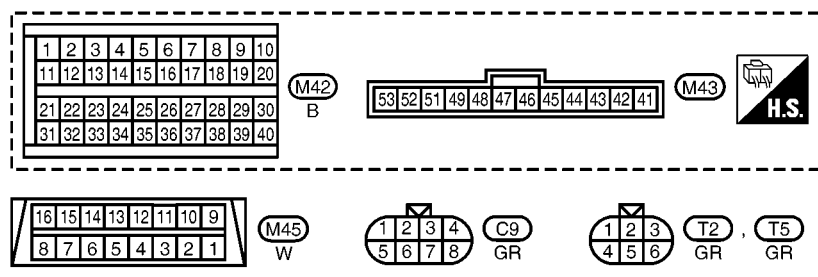 1 2 3 4 5 6 7 8 9 10
11 12 13 14 15 16 17 18 19 20
21 22 23 24 25 26 27 28 29 30
31 32 33 34 35 36 37 38 39 40
M42
B
53 52 51 49 48 47 46 45 44 43 42 41
M43
H.S.
16 15 14 13 12 11 10 9
8 7 6 5 4 3 2 1
M45
W
1 2 3 4
5 6 7 8
C9
GR
1 2 3
4 5 6
T2 , T5
GR GR